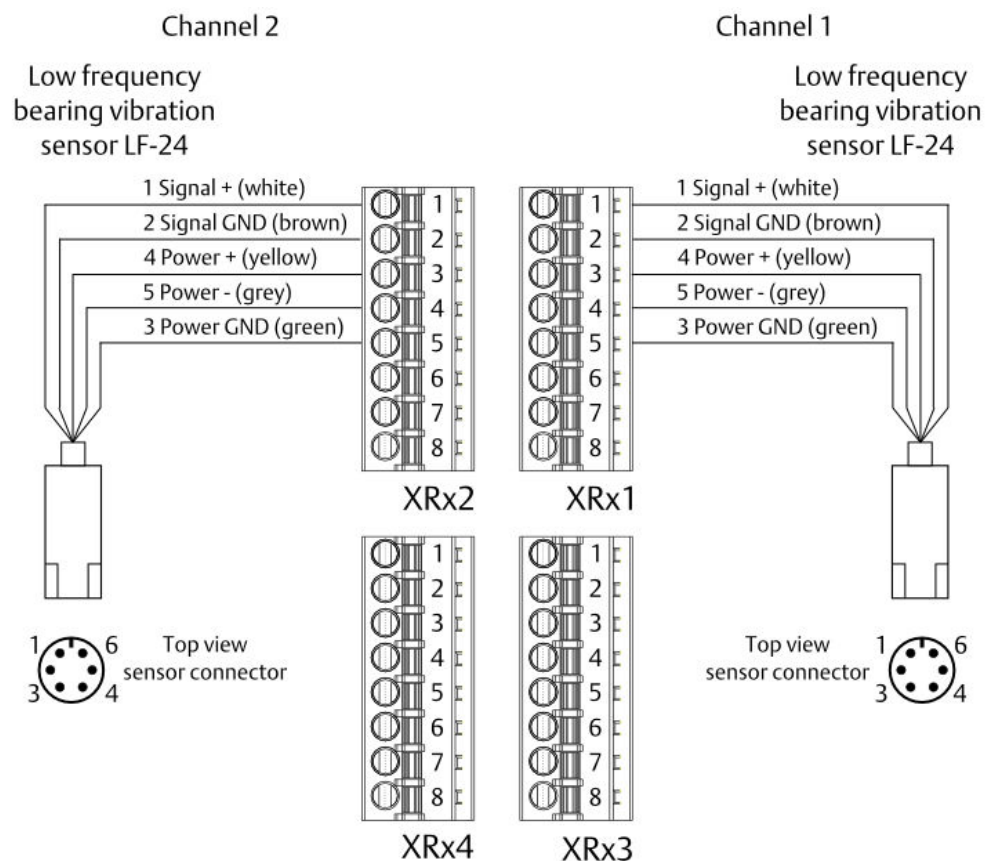 Channel 2
Channel 1
Low frequency
bearing vibration
sensor LF-24
Low frequency
bearing vibration
sensor LF-24
1 Signal + (white)
2 Signal GND (brown)
4 Power + (yellow)
5 Power - (grey)
3 Power GND (green)
1
2
3
4
5
6
7
8
XRx2
1
2
3
4
5
6
7
8
XRx1
1 Signal + (white)
2 Signal GND (brown)
4 Power + (yellow)
5 Power - (grey)
3 Power GND (green)
1
2
3
4
5
6
7
8
XRx4
1
2
3
4
5
6
7
8
XRx3
1 6
3 4
Top view
sensor connector
Top view
sensor connector
1 6
3 4